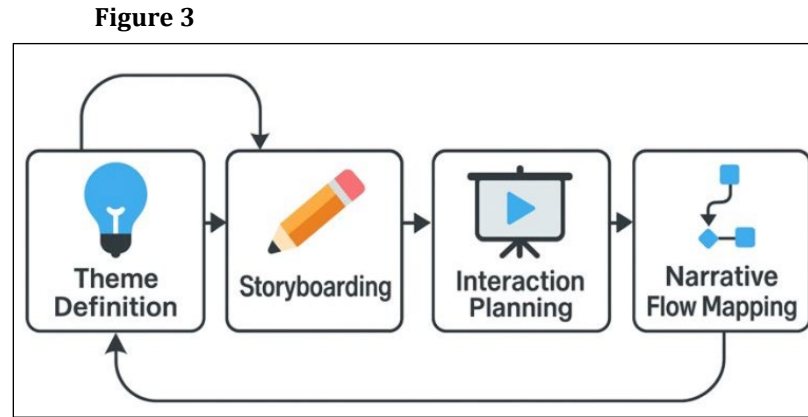 Figure 3
Theme
Definition
Storyboarding
Interaction
Planning
Narrative
Flow Mapping